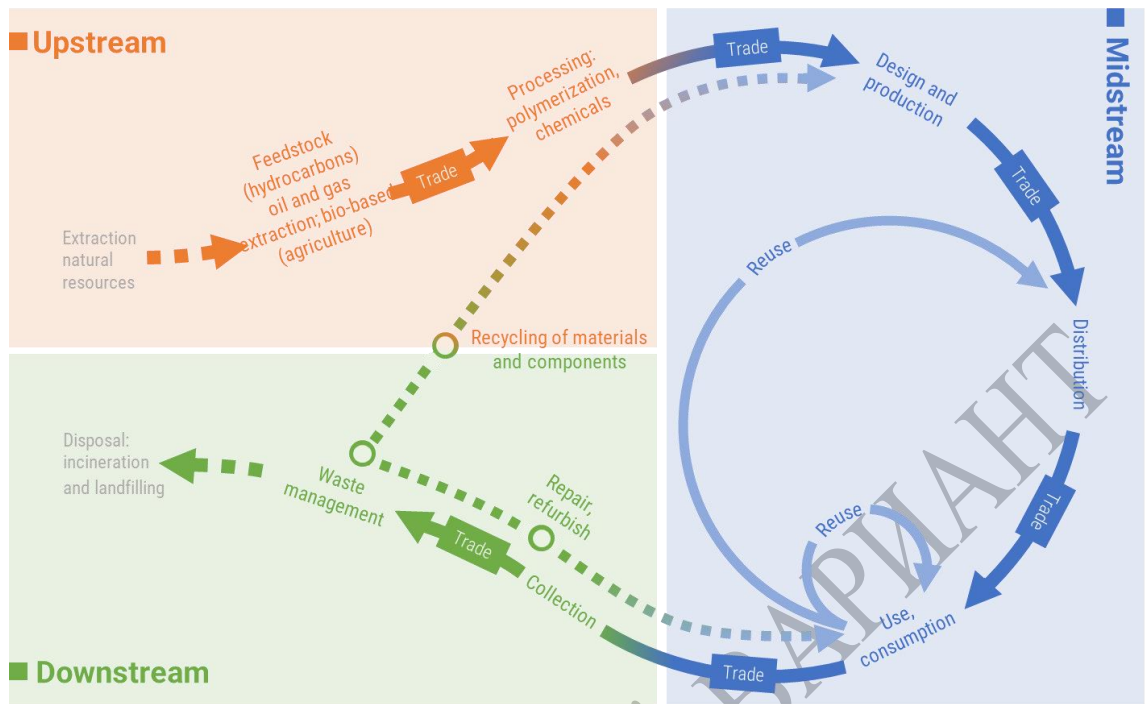 Upstream
Extraction
natural
resources
Feedstock
(hydrocarbons)
oil and gas
extraction; bio-based
(agriculture)
Trade
Processing:
polymerization,
chemicals
Trade
Midstream
Design and
production
Trade
Distribution
Trade
Reuse
Reuse
Use,
consumption
Trade
Recycling of materials
and components
Disposal:
incineration
and landfilling
Waste
management
Repair,
refurbish
Trade
Collection
Downstream
ВАРИАНТ